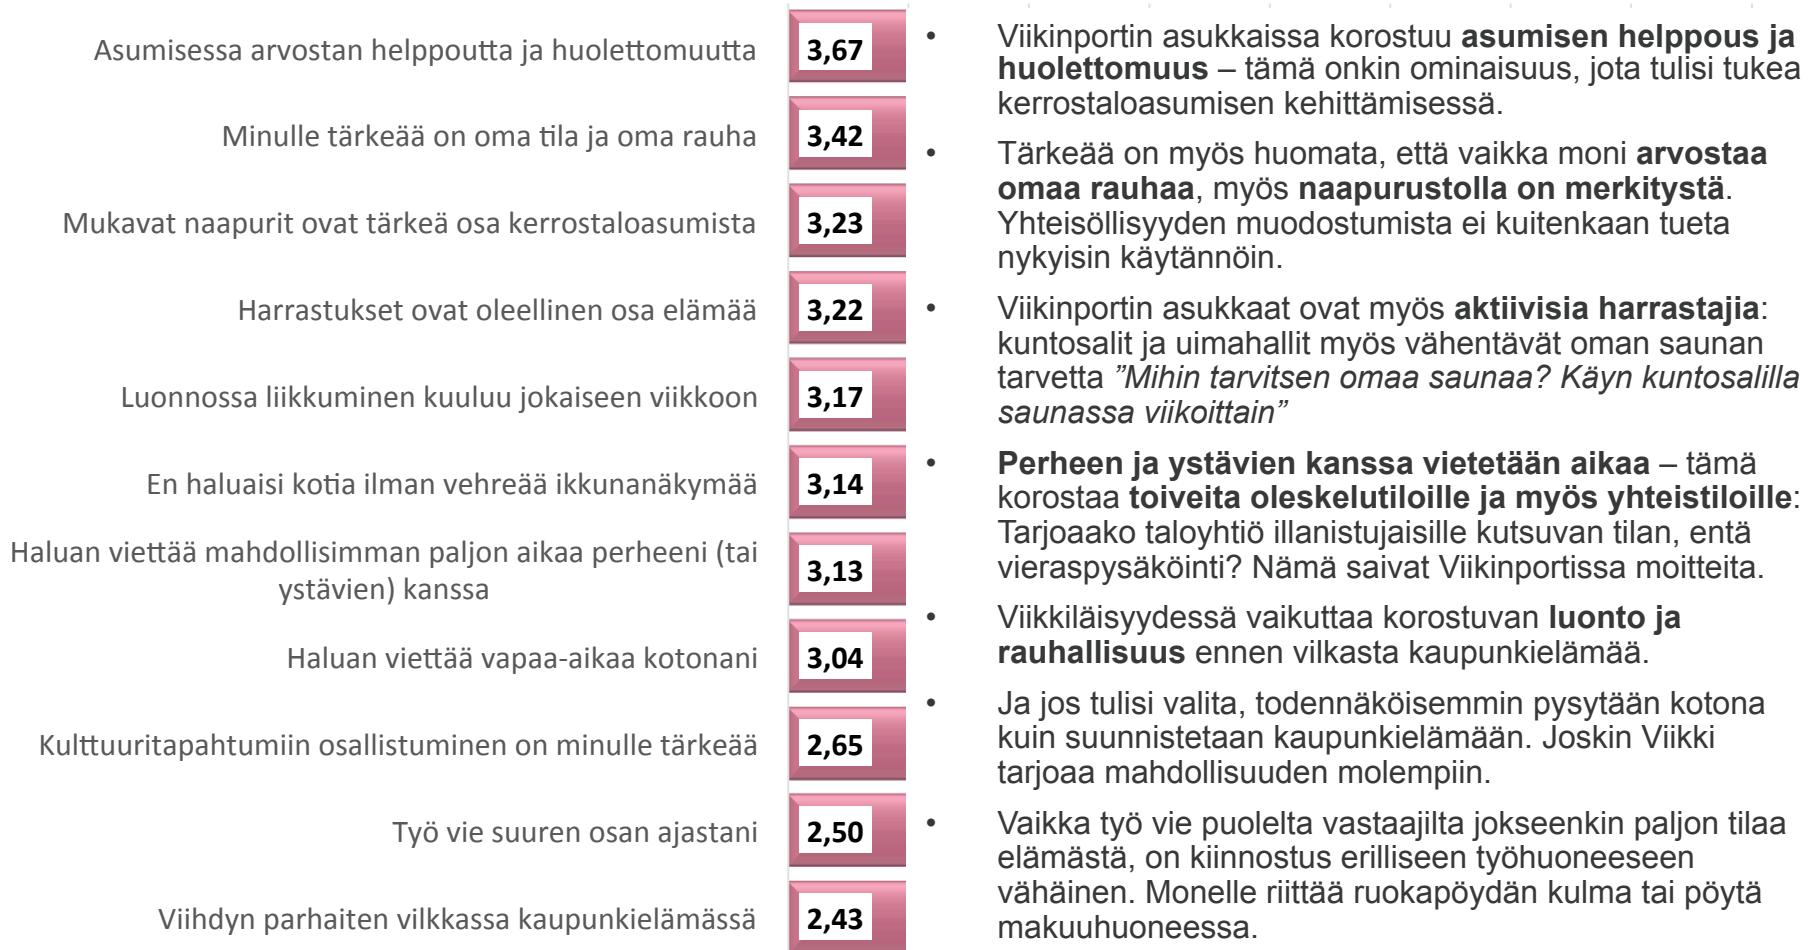 Asumisessa arvostan helppoutta ja huolettomuutta
3,67
Minulle tärkeää on oma tila ja oma rauha
3,42
Mukavat naapurit ovat tärkeä osa kerrostaloasumista
3,23
Harrastukset ovat oleellinen osa elämää
3,22
Luonnossa liikkuminen kuuluu jokaiseen viikkoon
3,17
En haluaisi kotia ilman vehreää ikkunanäkymää
3,14
Haluan viettää mahdollisimman paljon aikaa perheeni (tai
ystävien) kanssa
3,13
Haluan viettää vapaa-aikaa kotonani
3,04
Kulttuuritapahtumiin osallistuminen on minulle tärkeää
2,65
Työ vie suuren osan ajastani
2,50
Viihdyn parhaiten vilkkassa kaupunkielämässä
2,43
• Viikinportin asukkaissa korostuu asumisen helppous ja
huolettomuus – tämä onkin ominaisuus, jota tulisi tukea
kerrostaloasumisen kehittämisessä.
• Tärkeää on myös huomata, että vaikka moni arvostaa
omaa rauhaa, myös naapurustolla on merkitystä.
Yhteisöllisyyden muodostumista ei kuitenkaan tueta
nykyisin käytännöin.
• Viikinportin asukkaat ovat myös aktiivisia harrastajia:
kuntosalit ja uimahallit myös vähentävät oman saunan
tarvetta ”Mihin tarvitsen omaa saunaa? Käyn kuntosalilla
saunassa viikoittain”
• Perheen ja ystävien kanssa vietetään aikaa – tämä
korostaa toiveita oleskelutiloille ja myös yhteistiloille:
Tarjoaako taloyhtiö illanistujaisille kutsuvan tilan, entä
vieraspysäköinti? Nämä saivat Viikinportissa moitteita.
• Viikkiläisyydessä vaikuttaa korostuvan luonto ja
rauhallisuus ennen vilkasta kaupunkielämää.
• Ja jos tulisi valita, todennäköisemmin pysytään kotona
kuin suunnistetaan kaupunkielämään. Joskin Viikki
tarjoaa mahdollisuuden molempiin.
• Vaikka työ vie puolelta vastaajilta jokseenkin paljon tilaa
elämästä, on kiinnostus erilliseen työhuoneeseen
vähäinen. Monelle riittää ruokapöydän kulma tai pöytä
makuuhuoneessa.